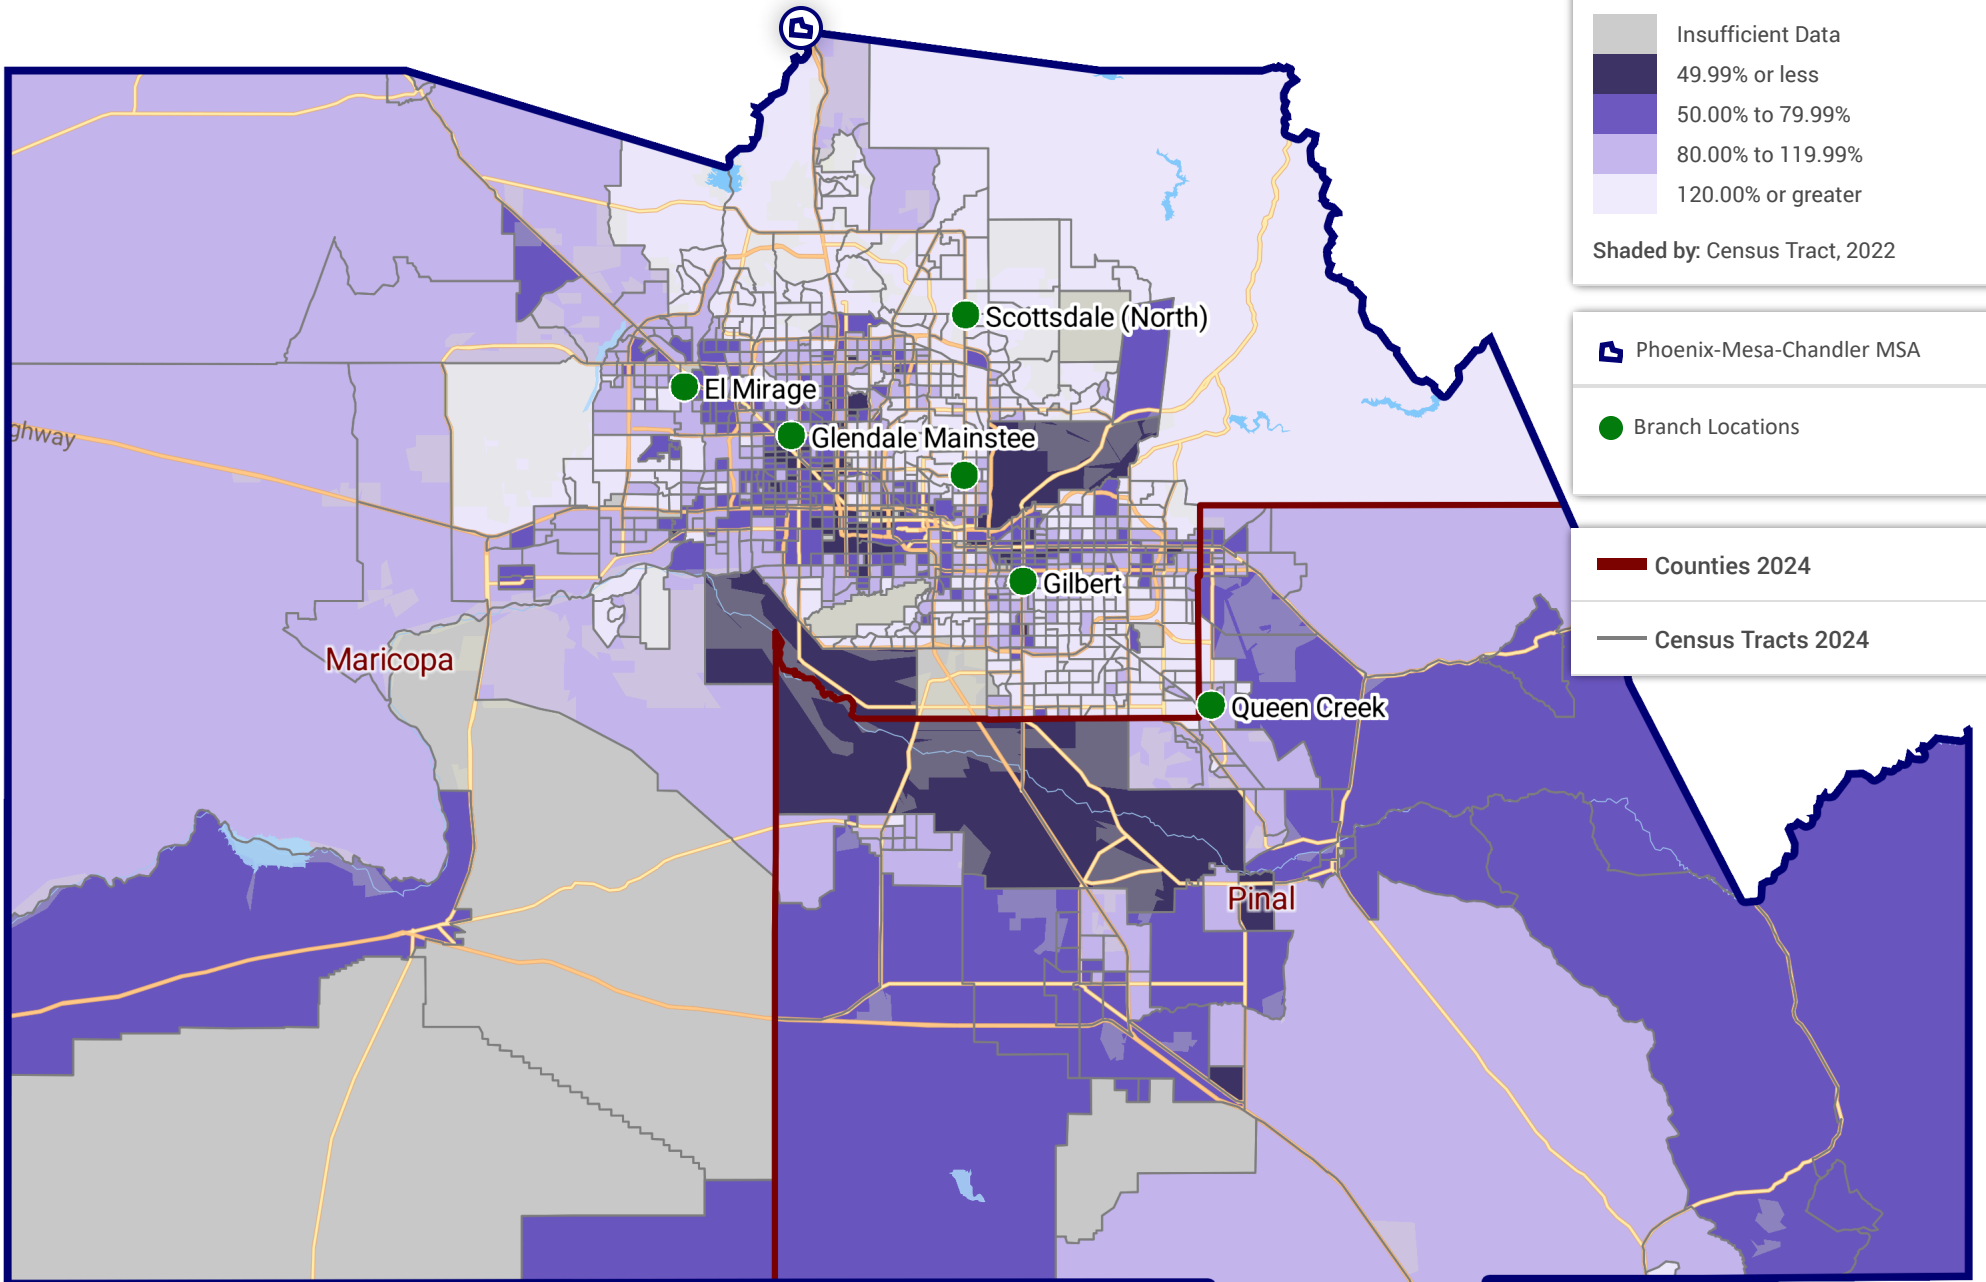 Insufficient Data
49.99% or less
50.00% to 79.99%
80.00% to 119.99%
120.00% or greater
Shaded by: Census Tract, 2022
Phoenix-Mesa-Chandler MSA
Branch Locations
Counties 2024
Census Tracts 2024
Scottsdale (North)
El Mirage
Glendale Mainstee
ghway
Gilbert
Maricopa
Queen Creek
Pinal